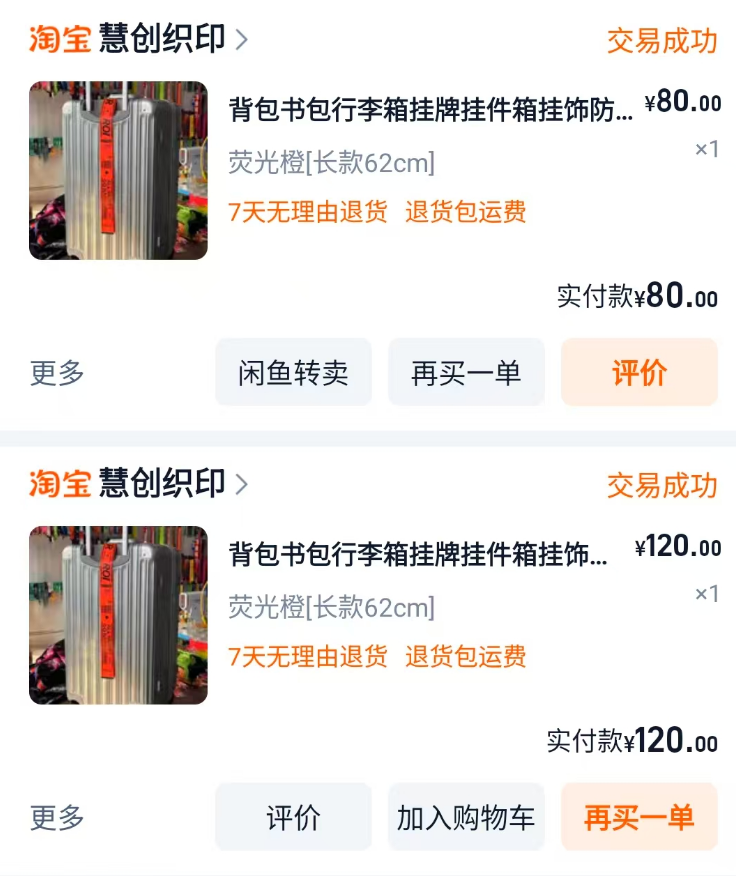 淘宝 慧创织印 >
交易成功
背包书包行李箱挂牌挂件箱挂饰防... ¥80.00
荧光橙[长款62cm] ×1
7天无理由退货 退货包运费
实付款¥80.00
更多 闲鱼转卖 再买一单 评价
淘宝 慧创织印 >
交易成功
背包书包行李箱挂牌挂件箱挂饰... ¥120.00
荧光橙[长款62cm] ×1
7天无理由退货 退货包运费
实付款¥120.00
更多 评价 加入购物车 再买一单